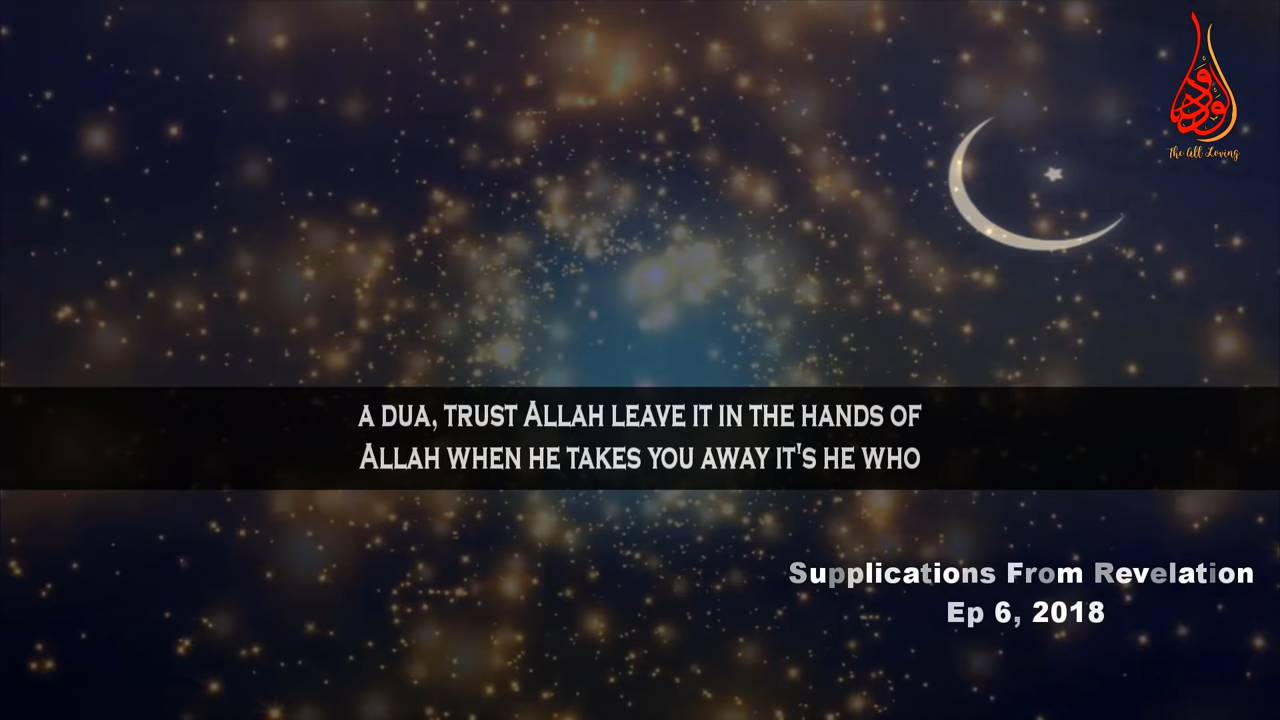 الودود
The All Loving
A DUA, TRUST ALLAH LEAVE IT IN THE HANDS OF
ALLAH WHEN HE TAKES YOU AWAY IT'S HE WHO
Supplications From Revelation
Ep 6, 2018